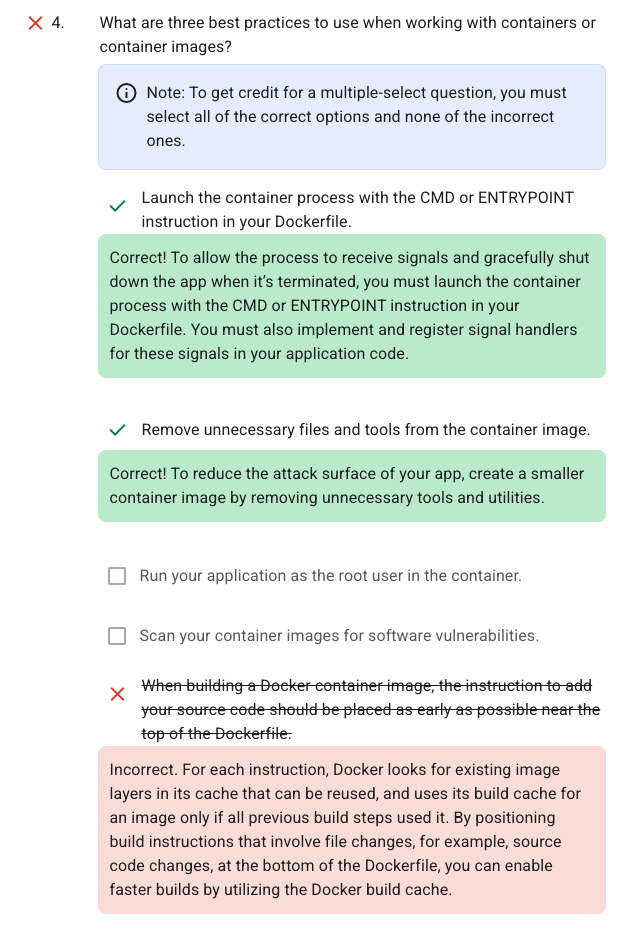 4. What are three best practices to use when working with containers or
container images?
Note: To get credit for a multiple-select question, you must
select all of the correct options and none of the incorrect
ones.
Launch the container process with the CMD or ENTRYPOINT
instruction in your Dockerfile.
Correct! To allow the process to receive signals and gracefully shut
down the app when it’s terminated, you must launch the container
process with the CMD or ENTRYPOINT instruction in your
Dockerfile. You must also implement and register signal handlers
for these signals in your application code.
Remove unnecessary files and tools from the container image.
Correct! To reduce the attack surface of your app, create a smaller
container image by removing unnecessary tools and utilities.
Run your application as the root user in the container.
Scan your container images for software vulnerabilities.
When building a Docker container image, the instruction to add
your source code should be placed as early as possible near the
top of the Dockerfile.
Incorrect. For each instruction, Docker looks for existing image
layers in its cache that can be reused, and uses its build cache for
an image only if all previous build steps used it. By positioning
build instructions that involve file changes, for example, source
code changes, at the bottom of the Dockerfile, you can enable
faster builds by utilizing the Docker build cache.